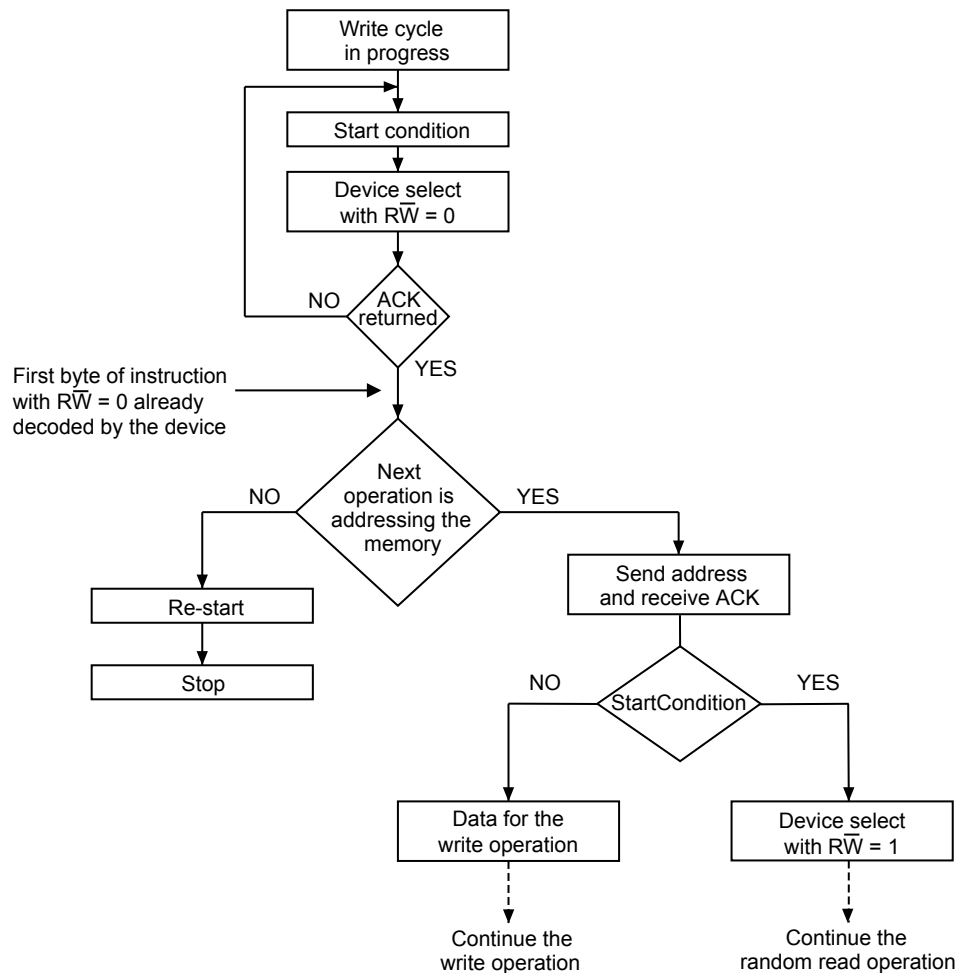 Write cycle
in progress
Start condition
Device select
with RW̅ = 0
NO
ACK
returned
YES
First byte of instruction
with RW̅ = 0 already
decoded by the device
NO
Next
operation is
addressing the
memory
YES
Send address
and receive ACK
Re-start
Stop
NO
StartCondition
YES
Data for the
write operation
Device select
with RW̅ = 1
Continue the
write operation
Continue the
random read operation